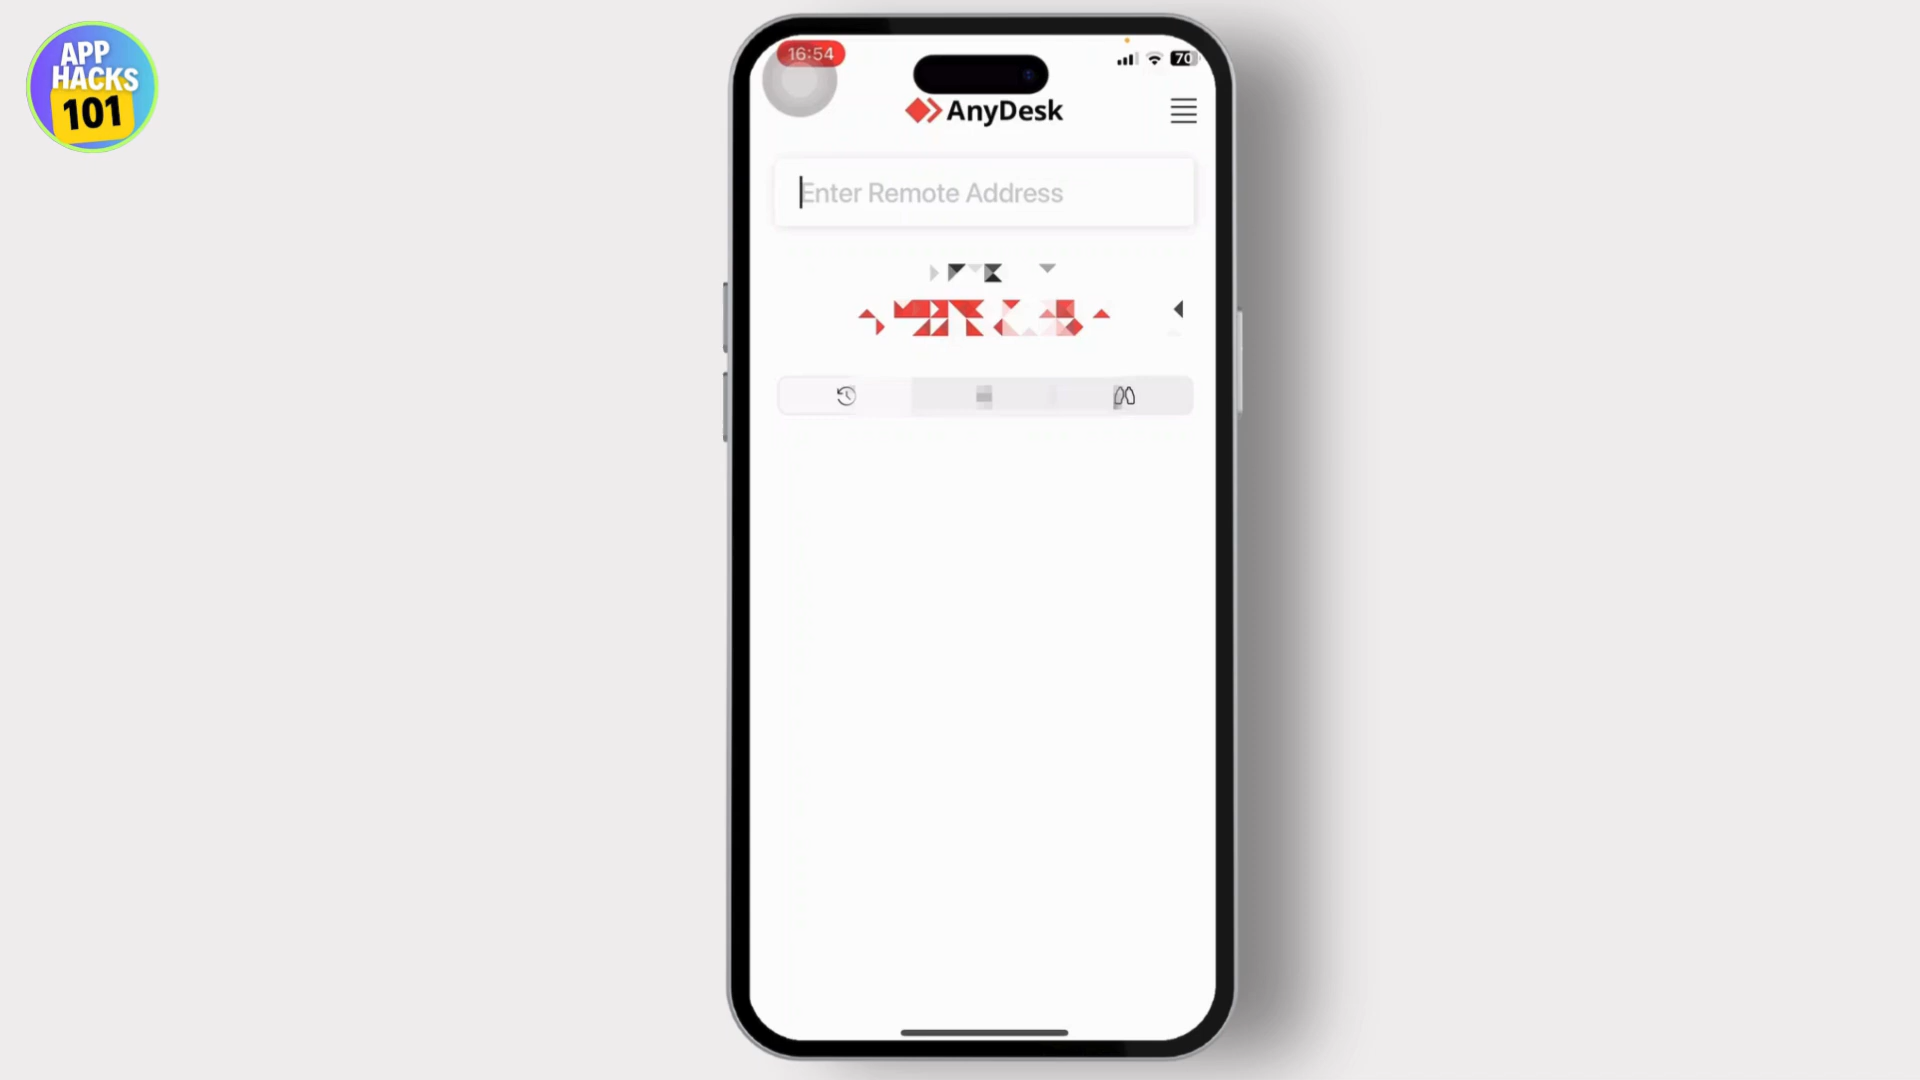 APP
HACKS
101
16:54
70
AnyDesk
Enter Remote Address